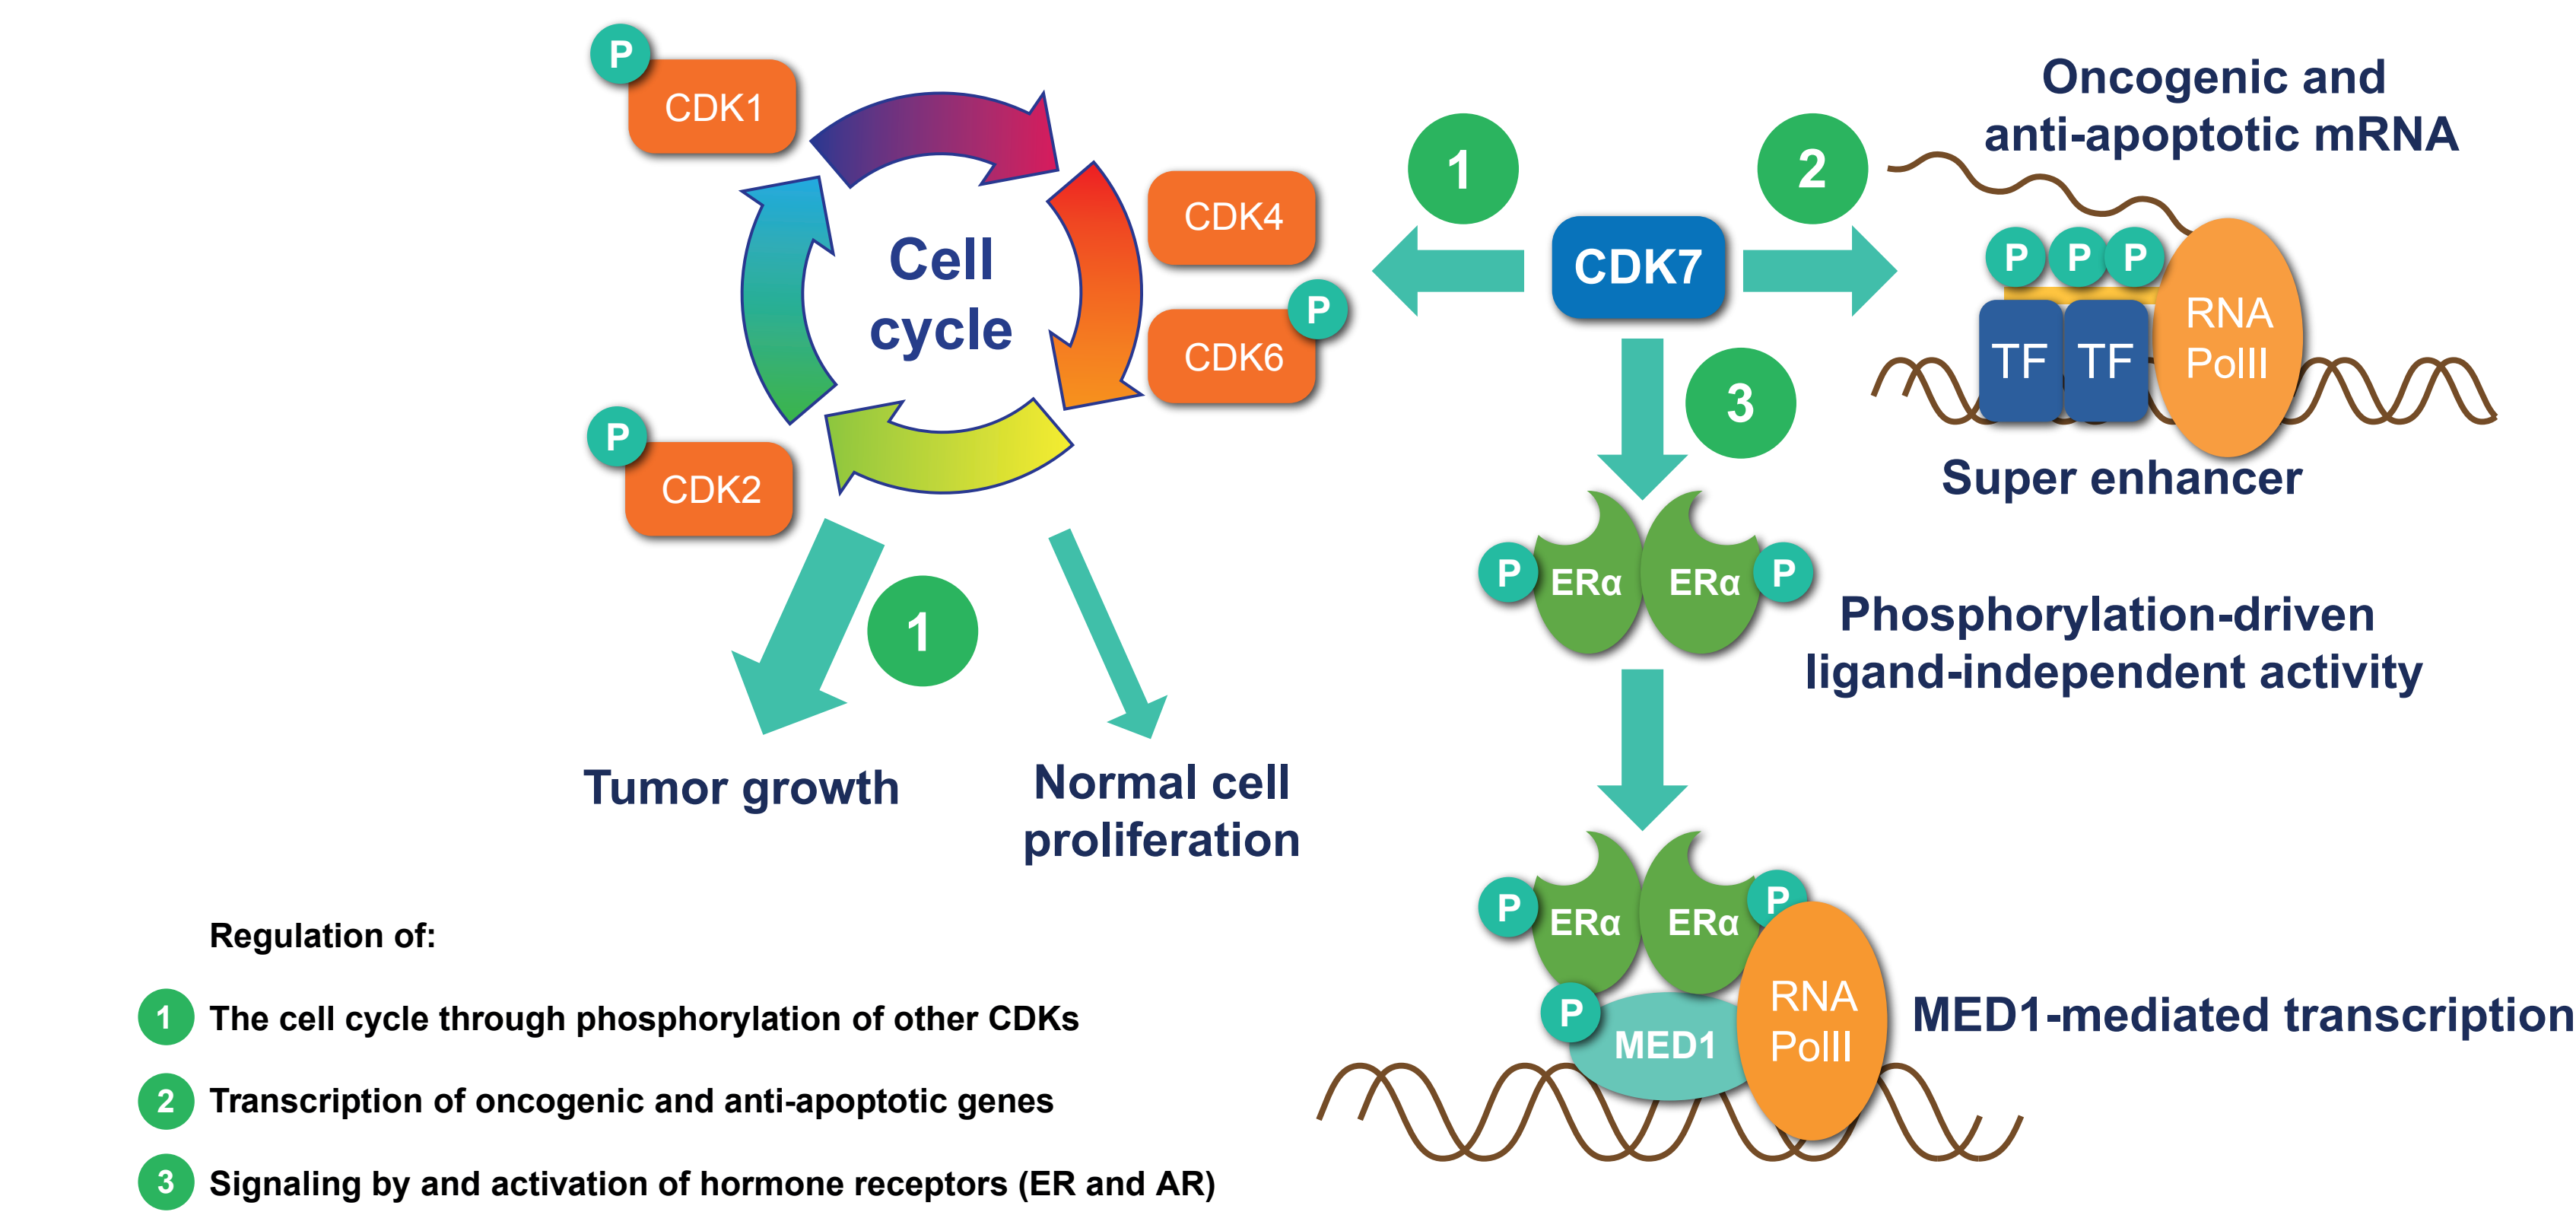 P
CDK1
CDK4
P
CDK6
P
CDK2
Cell
cycle
1
Tumor growth
Normal cell
proliferation
1
CDK7
2
3
Oncogenic and
anti-apoptotic mRNA
P P P
TF TF
RNA
PolII
Super enhancer
P ERα ERα P
Phosphorylation-driven
ligand-independent activity
P ERα ERα P
P
MED1
RNA
PolII
MED1-mediated transcription
Regulation of:
1 The cell cycle through phosphorylation of other CDKs
2 Transcription of oncogenic and anti-apoptotic genes
3 Signaling by and activation of hormone receptors (ER and AR)